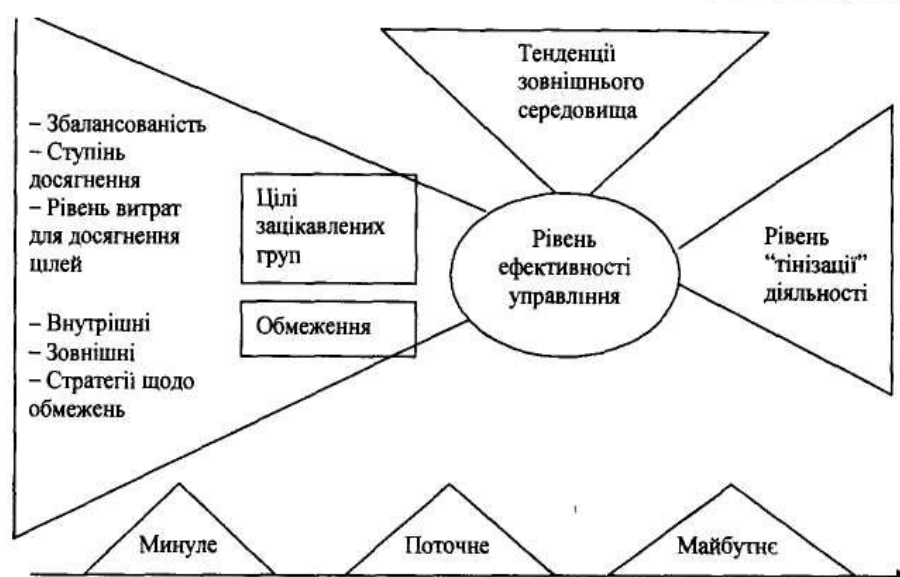 Тенденції
зовнішнього
середовища
– Збалансованість
– Ступінь
досягнення
– Рівень витрат
для досягнення
цілей
Цілі
зацікавлених
груп
Рівень
ефективності
управління
Рівень
“тінізації”
діяльності
– Внутрішні
– Зовнішні
– Стратегії щодо
обмежень
Обмеження
Минуле
Поточне
Майбутнє